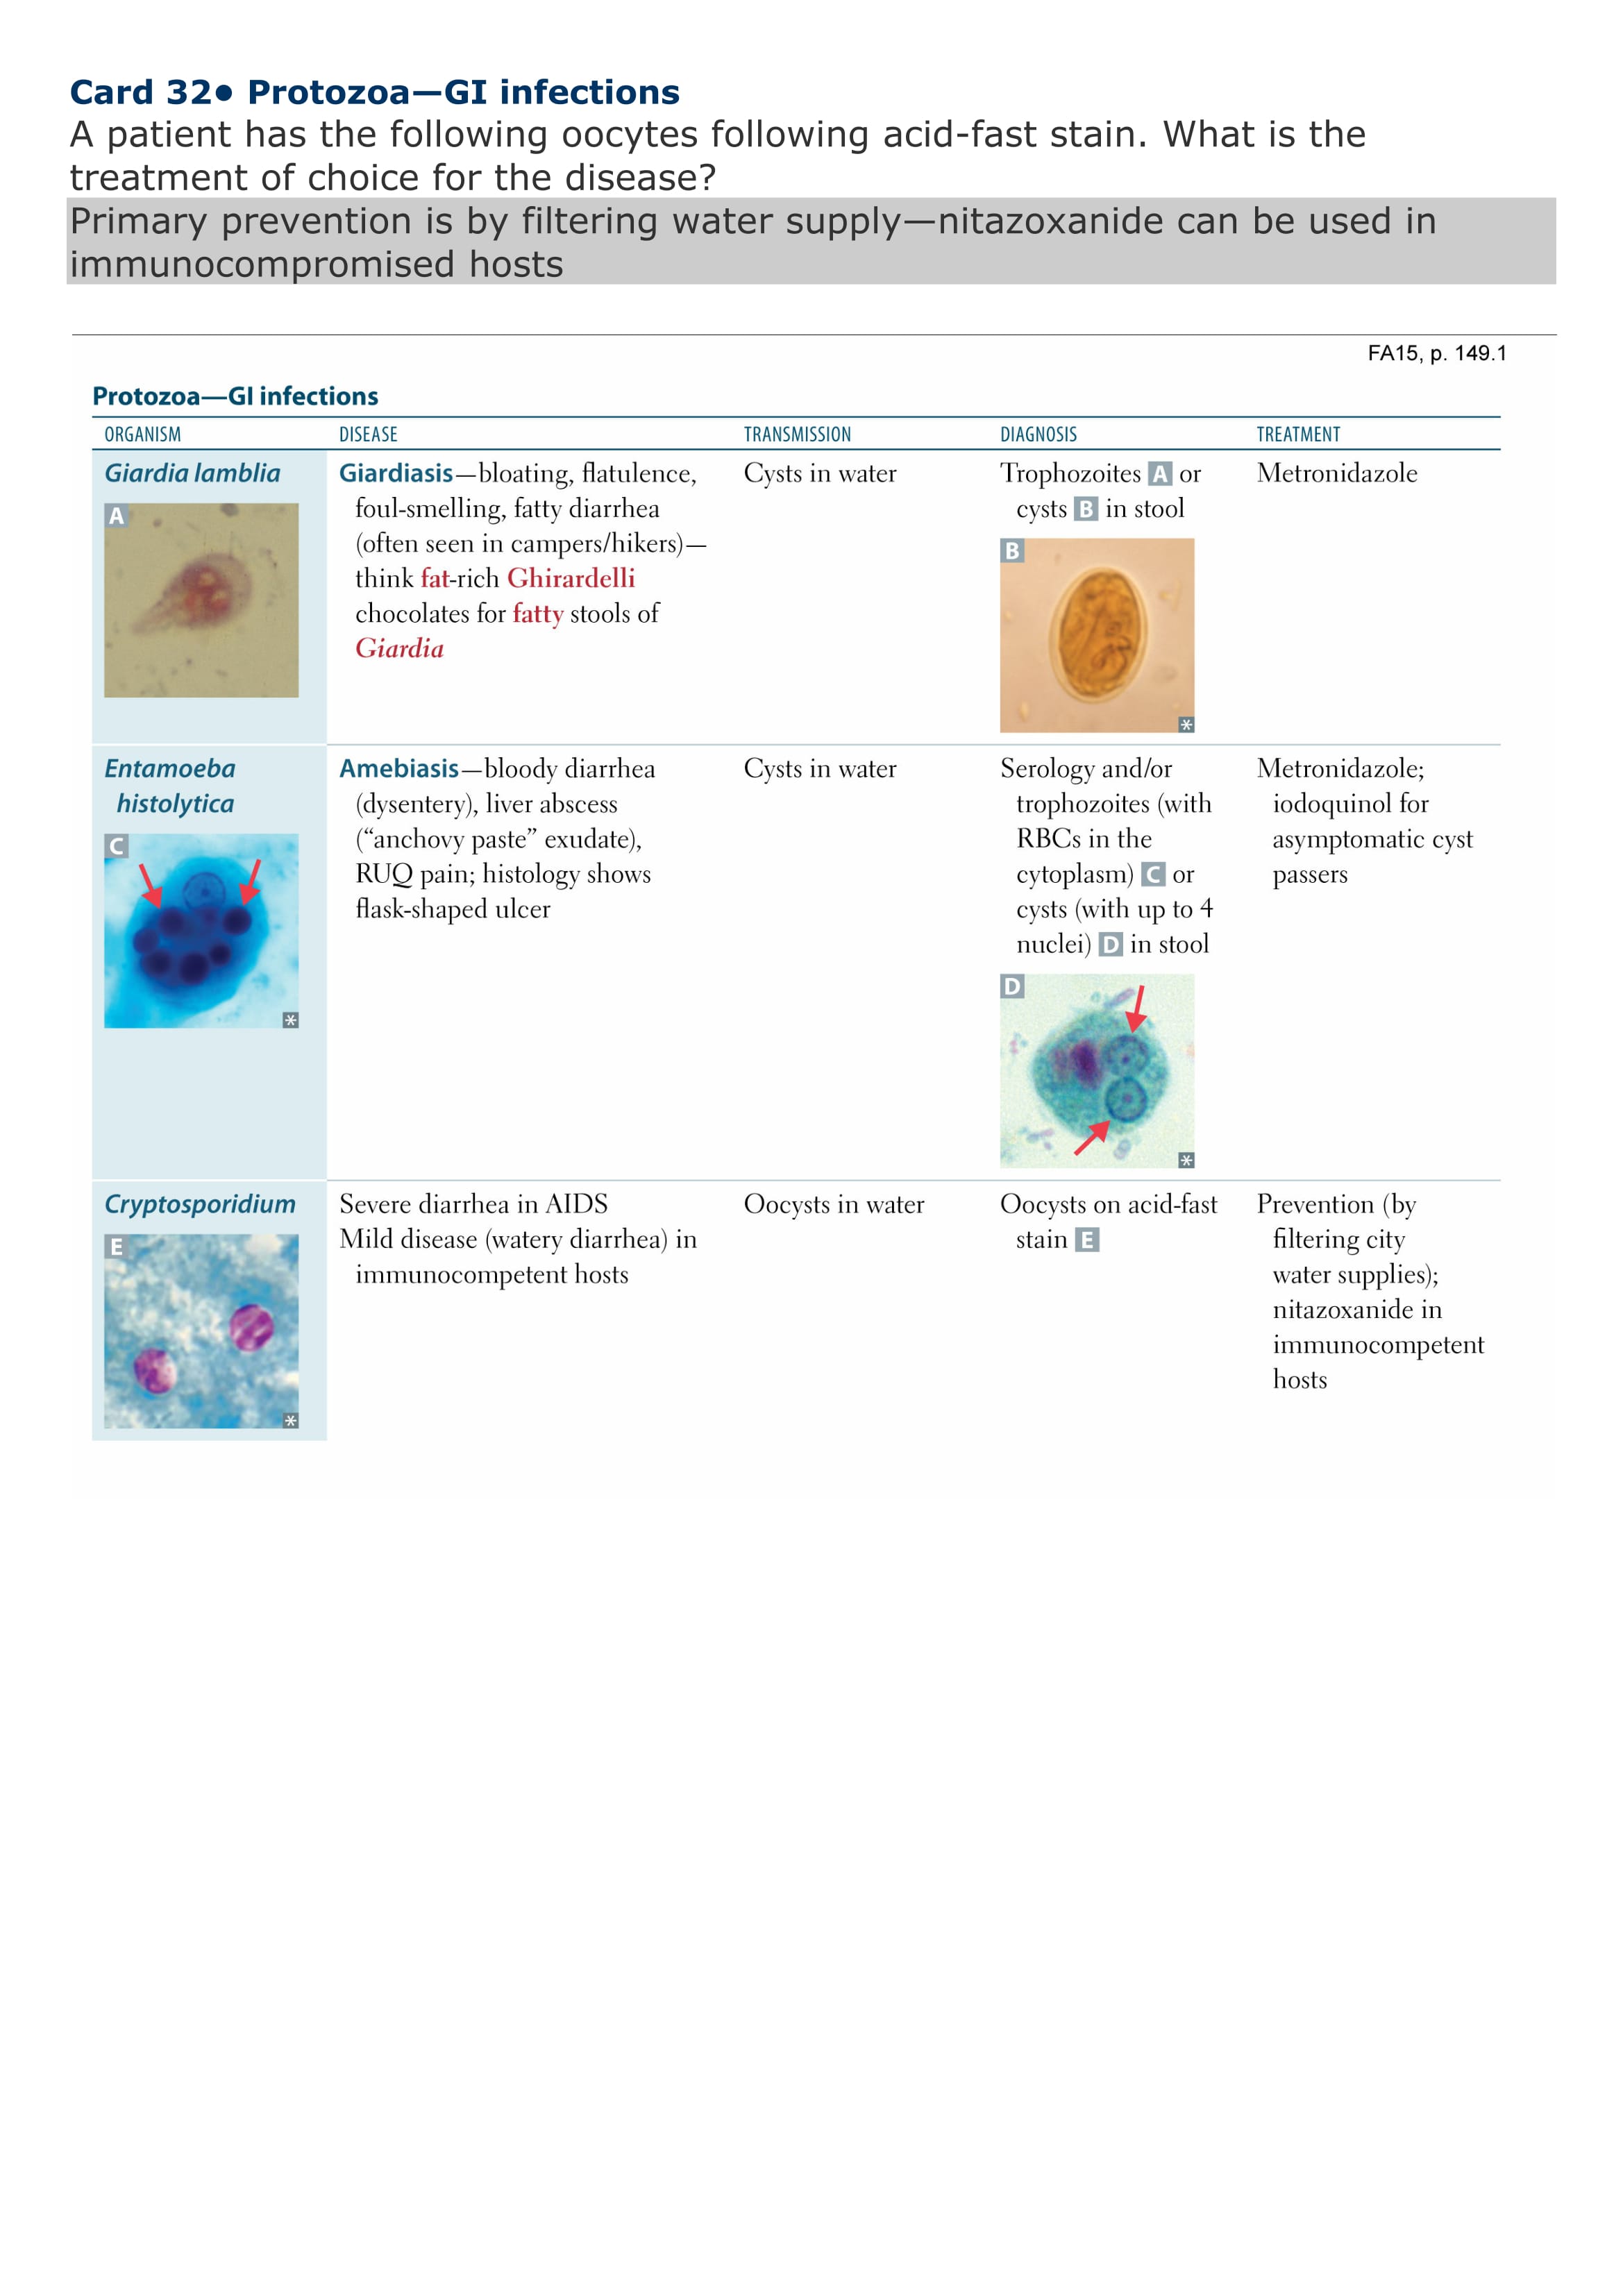 Card 32● Protozoa—GI infections
A patient has the following oocytes following acid-fast stain. What is the
treatment of choice for the disease?
Primary prevention is by filtering water supply—nitazoxanide can be used in
immunocompromised hosts
FA15, p. 149.1
Protozoa—GI infections
ORGANISM DISEASE TRANSMISSION DIAGNOSIS TREATMENT
Giardia lamblia
A
Giardiasis—bloating, flatulence,
foul-smelling, fatty diarrhea
(often seen in campers/hikers)—
think fat-rich Ghirardelli
chocolates for fatty stools of
Giardia
Cysts in water
Trophozoites A or
cysts B in stool
B
*
Metronidazole
Entamoeba
histolytica
C
*
Amebiasis—bloody diarrhea
(dysentery), liver abscess
(“anchovy paste” exudate),
RUQ pain; histology shows
flask-shaped ulcer
Cysts in water
Serology and/or
trophozoites (with
RBCs in the
cytoplasm) C or
cysts (with up to 4
nuclei) D in stool
D
*
Metronidazole;
iodoquinol for
asymptomatic cyst
passers
Cryptosporidium
E
*
Severe diarrhea in AIDS
Mild disease (watery diarrhea) in
immunocompetent hosts
Oocysts in water
Oocysts on acid-fast
stain E
Prevention (by
filtering city
water supplies);
nitazoxanide in
immunocompetent
hosts